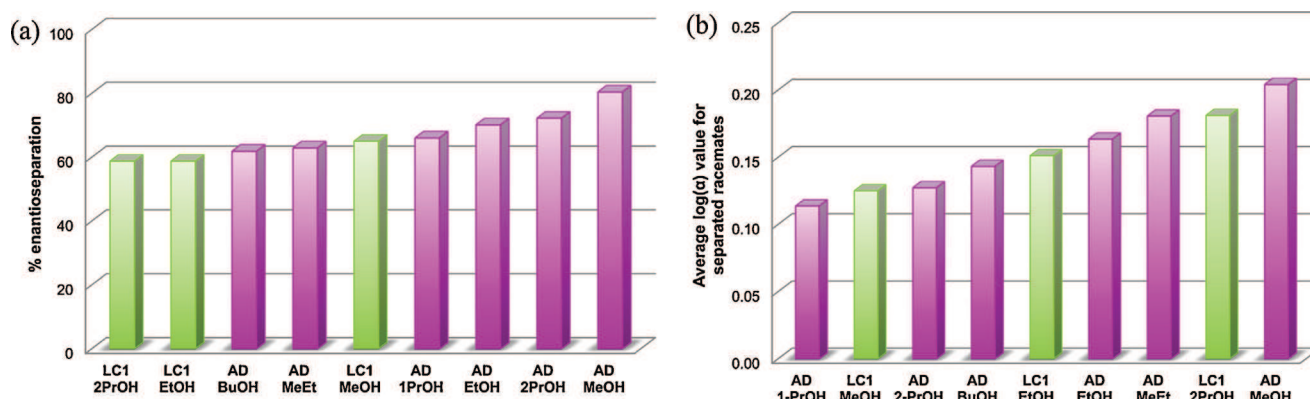 (a)
% enantioseparation
100
80
60
40
20
0
LC1 LC1 AD AD LC1 AD AD AD AD
2PrOH EtOH BuOH MeEt MeOH 1PrOH EtOH 2PrOH MeOH
(b)
Average log(α) value for
separated racemates
0.25
0.20
0.15
0.10
0.05
0.00
AD LC1 AD AD LC1 AD AD LC1 AD
1-PrOH MeOH 2-PrOH BuOH EtOH EtOH MeEt 2PrOH MeOH